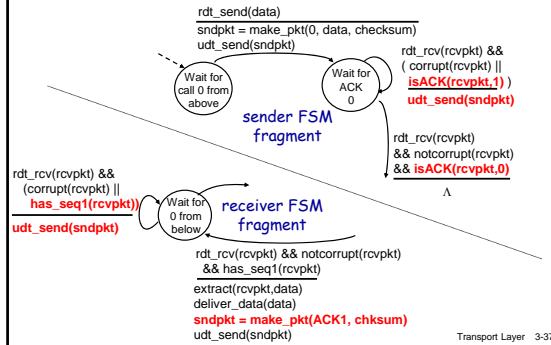 rdt_send(data)
sndpkt = make_pkt(0, data, checksum)
udt_send(sndpkt)
Wait for
call 0 from
above
Wait for
ACK
0
rdt_rcv(rcvpkt) &&
( corrupt(rcvpkt) ||
isACK(rcvpkt,1) )
udt_send(sndpkt)
sender FSM
fragment
rdt_rcv(rcvpkt)
&& notcorrupt(rcvpkt)
&& isACK(rcvpkt,0)
Λ
rdt_rcv(rcvpkt) &&
(corrupt(rcvpkt) ||
has_seq1(rcvpkt))
udt_send(sndpkt)
Wait for
0 from
below
receiver FSM
fragment
rdt_rcv(rcvpkt) && notcorrupt(rcvpkt)
&& has_seq1(rcvpkt)
extract(rcvpkt,data)
deliver_data(data)
sndpkt = make_pkt(ACK1, chksum)
udt_send(sndpkt)
Transport Layer 3-37